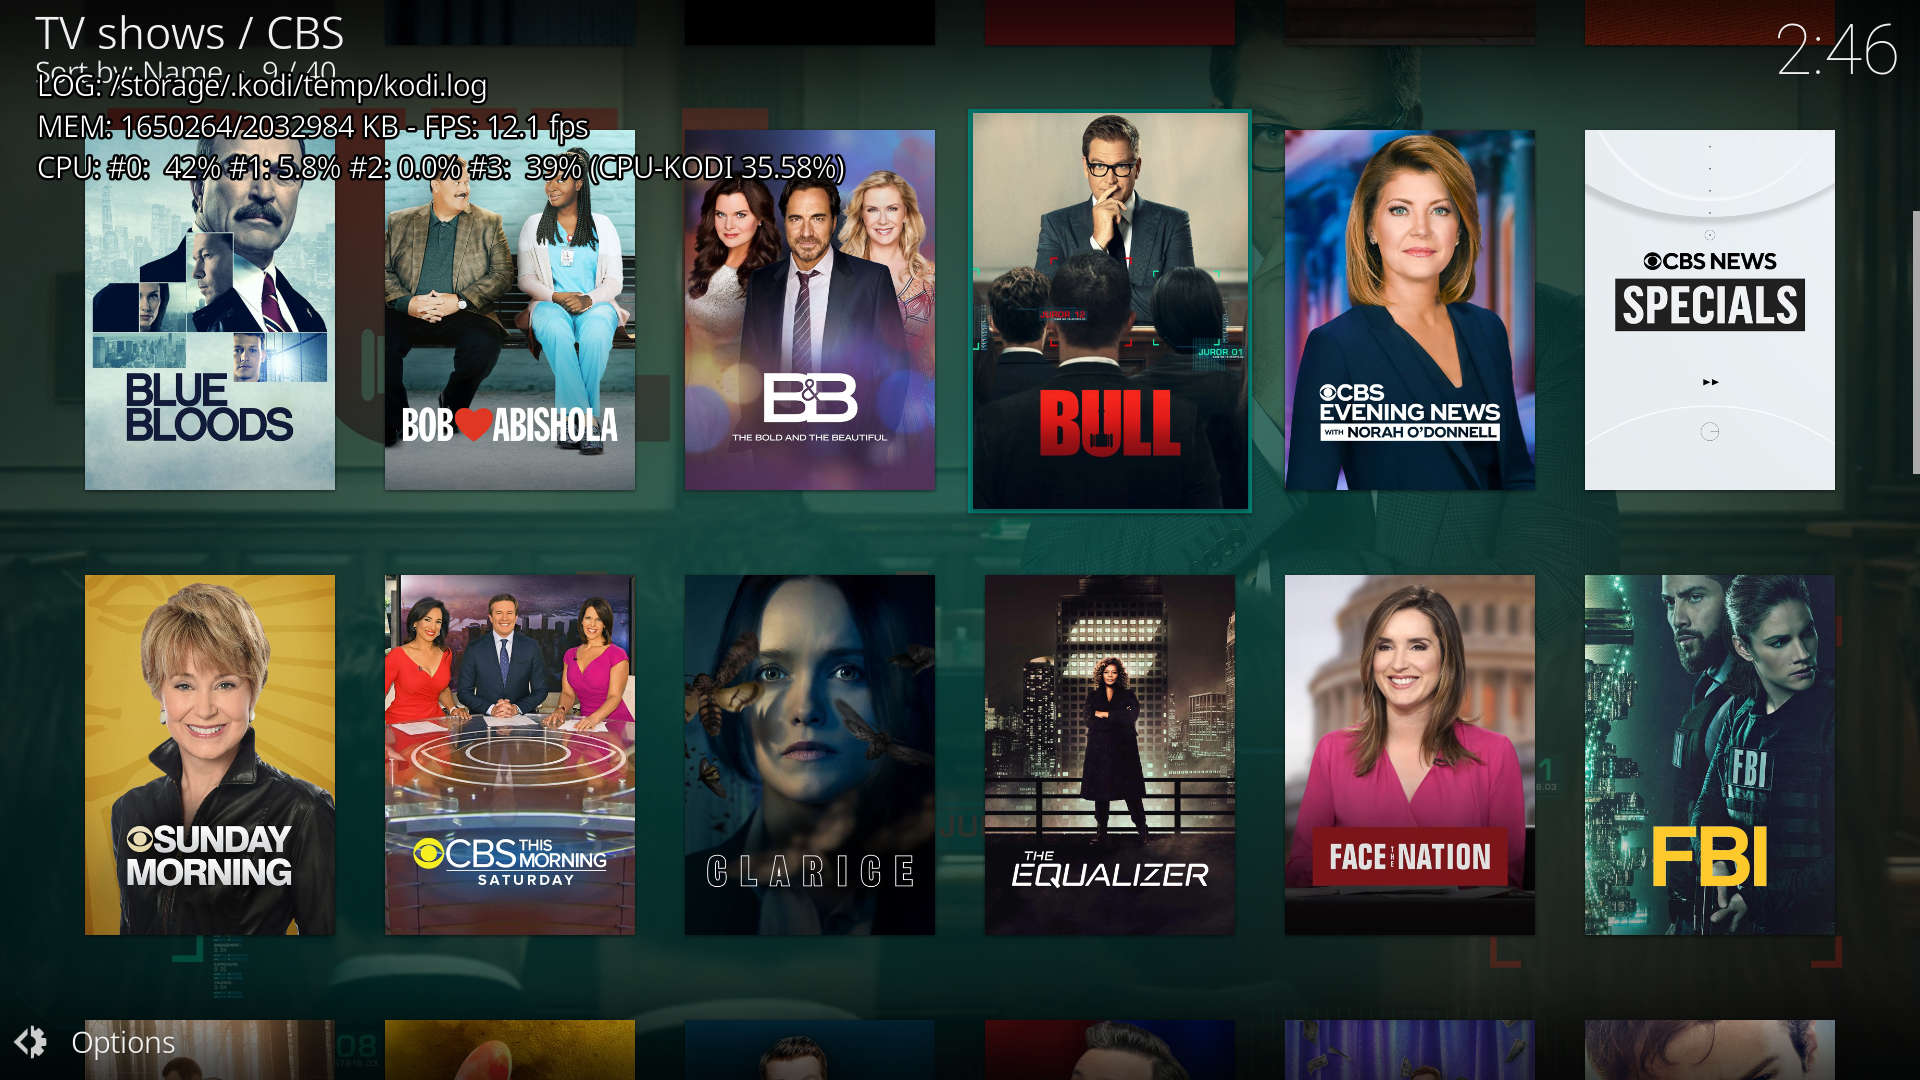 TV shows / CBS
2:46
Sort by: Name · 9 / 40
LOG: /storage/.kodi/temp/kodi.log
MEM: 1650264/2032984 KB - FPS: 12.1 fps
CPU: #0: 42% #1: 5.8% #2: 0.0% #3: 39% (CPU-KODI 35.58%)
BLUE
BLOODS
BOB ABISHOLA
B&B
THE BOLD AND THE BEAUTIFUL
JUROR 12
JUROR 01
BULL
CBS
EVENING NEWS
WITH NORAH O'DONNELL
CBS NEWS
SPECIALS
SUNDAY
MORNING
CBS THIS
MORNING
SATURDAY
CLARICE
THE
EQUALIZER
FACE THE NATION
FBI
FBI
Options
08